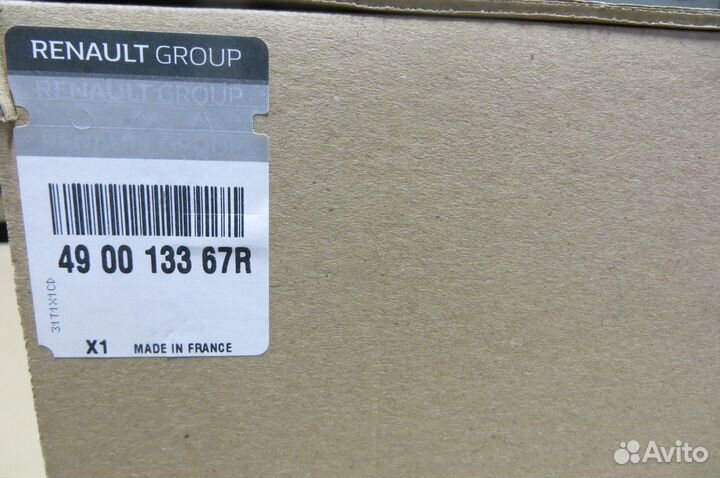 RENAULT GROUP
RENAULT GROUP
49 00 133 67R
31T1X1CD
X1 MADE IN FRANCE
Avito